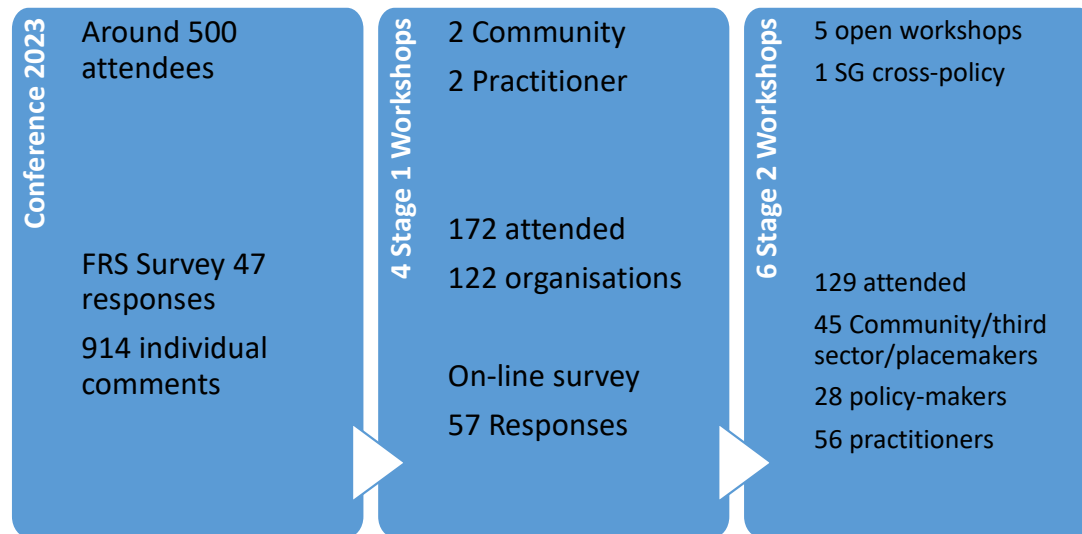 Conference 2023
Around 500
attendees
FRS Survey 47
responses
914 individual
comments
4 Stage 1 Workshops
2 Community
2 Practitioner
172 attended
122 organisations
On-line survey
57 Responses
6 Stage 2 Workshops
5 open workshops
1 SG cross-policy
129 attended
45 Community/third
sector/placemakers
28 policy-makers
56 practitioners